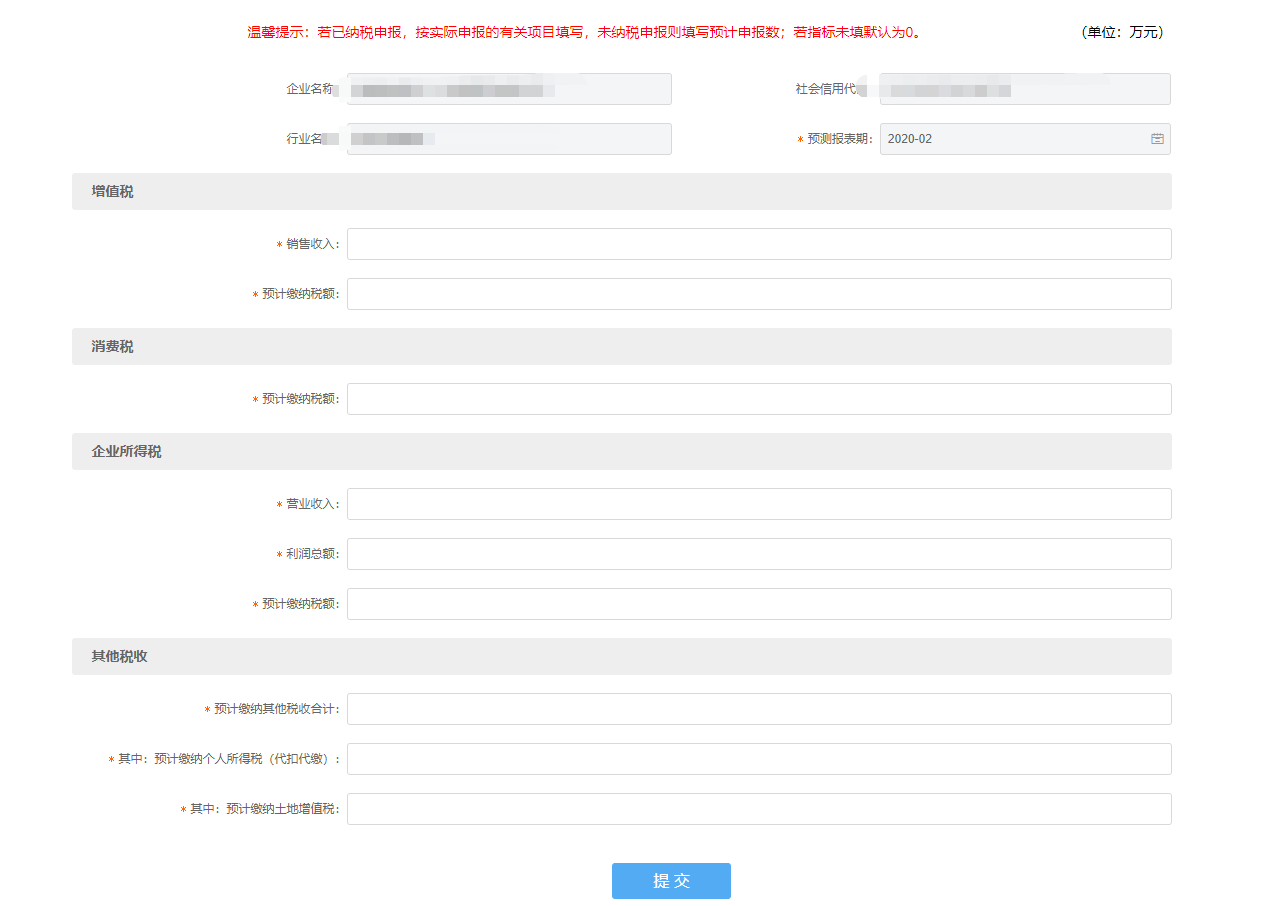 温馨提示：若已纳税申报，按实际申报的有关项目填写，未纳税申报则填写预计申报数；若指标未填默认为0。 （单位：万元）
企业名称 社会信用代
行业名 * 预测报表期： 2020-02
增值税
* 销售收入：
* 预计缴纳税额：
消费税
* 预计缴纳税额：
企业所得税
* 营业收入：
* 利润总额：
* 预计缴纳税额：
其他税收
* 预计缴纳其他税收合计：
* 其中：预计缴纳个人所得税（代扣代缴）：
* 其中：预计缴纳土地增值税：
提 交